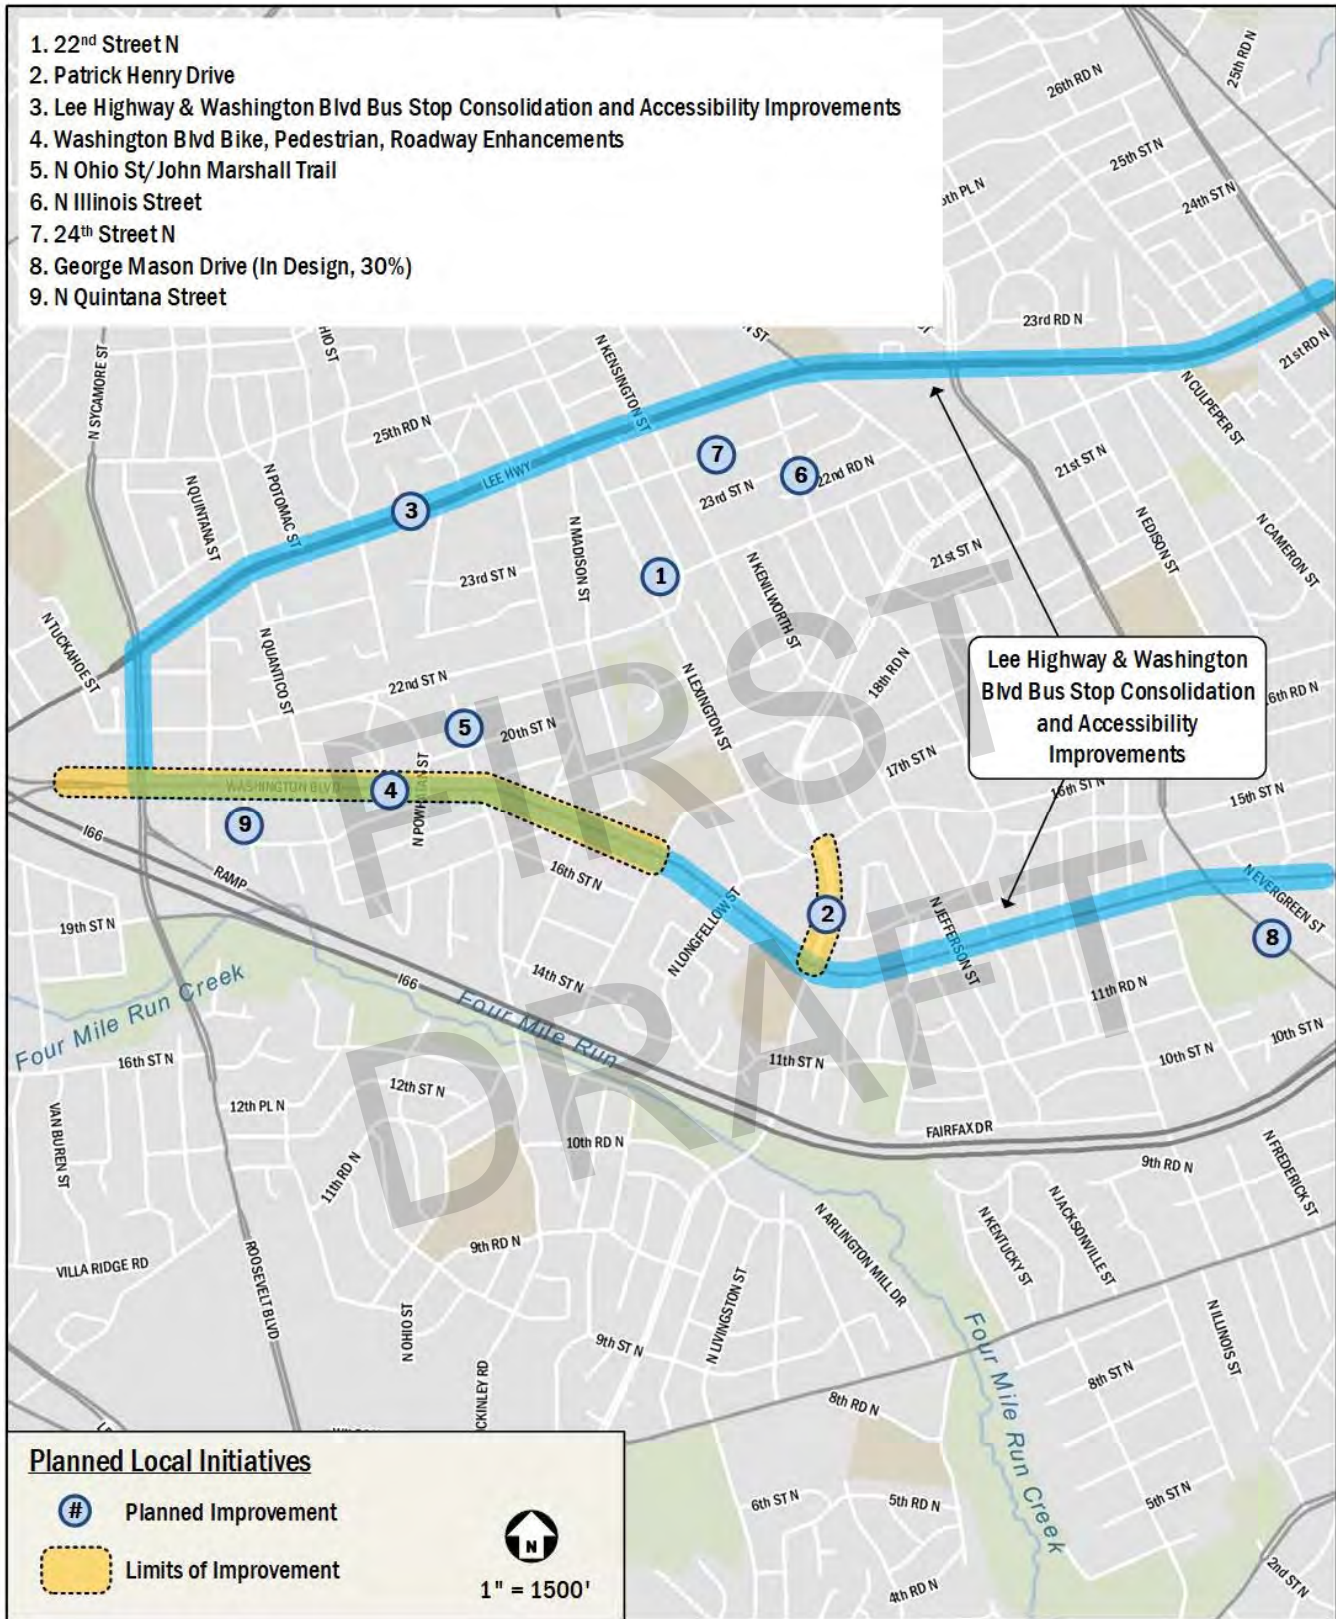 1. 22nd Street N
2. Patrick Henry Drive
3. Lee Highway & Washington Blvd Bus Stop Consolidation and Accessibility Improvements
4. Washington Blvd Bike, Pedestrian, Roadway Enhancements
5. N Ohio St/John Marshall Trail
6. N Illinois Street
7. 24th Street N
8. George Mason Drive (In Design, 30%)
9. N Quintana Street
26th RD N
25th RD N
25th ST N
24th ST N
23rd RD N
21st RD N
N SYCAMORE ST
N KENSINGTON ST
N CULPEPER ST
25th RD N
LEE HWY
7
6
22nd RD N
21st ST N
23rd ST N
3
N QUINTANA ST
N POTOMAC ST
N MADISON ST
N EDISON ST
N CAMERON ST
23rd ST N
1
21st ST N
N KENILWORTH ST
N TUCKAHOE ST
N QUANTICO ST
22nd ST N
N LEXINGTON ST
18th RD N
Lee Highway & Washington
Blvd Bus Stop Consolidation
and Accessibility
Improvements
5
20th ST N
17th ST N
16th ST N
15th ST N
WASHINGTON BLVD
4
N POWHATAN ST
9
I66
RAMP
16th ST N
N LONGFELLOW ST
2
N JEFFERSON ST
N EVERGREEN ST
8
19th ST N
I66
14th ST N
11th RD N
Four Mile Run Creek
Four Mile Run
16th ST N
11th ST N
10th ST N
10th ST N
12th ST N
12th PL N
VAN BUREN ST
10th RD N
FAIRFAX DR
9th RD N
N FREDERICK ST
11th RD N
N ARLINGTON MILL DR
N KENTUCKY ST
N JACKSONVILLE ST
9th RD N
VILLA RIDGE RD
ROOSEVELT BLVD
N OHIO ST
N LIVINGSTON ST
9th ST N
N ILLINOIS ST
Four Mile Run Creek
8th ST N
8th RD N
6th ST N
5th RD N
5th ST N
4th RD N
2nd ST N
FIRST
DRAFT
Planned Local Initiatives
# Planned Improvement
Limits of Improvement
N
1" = 1500'